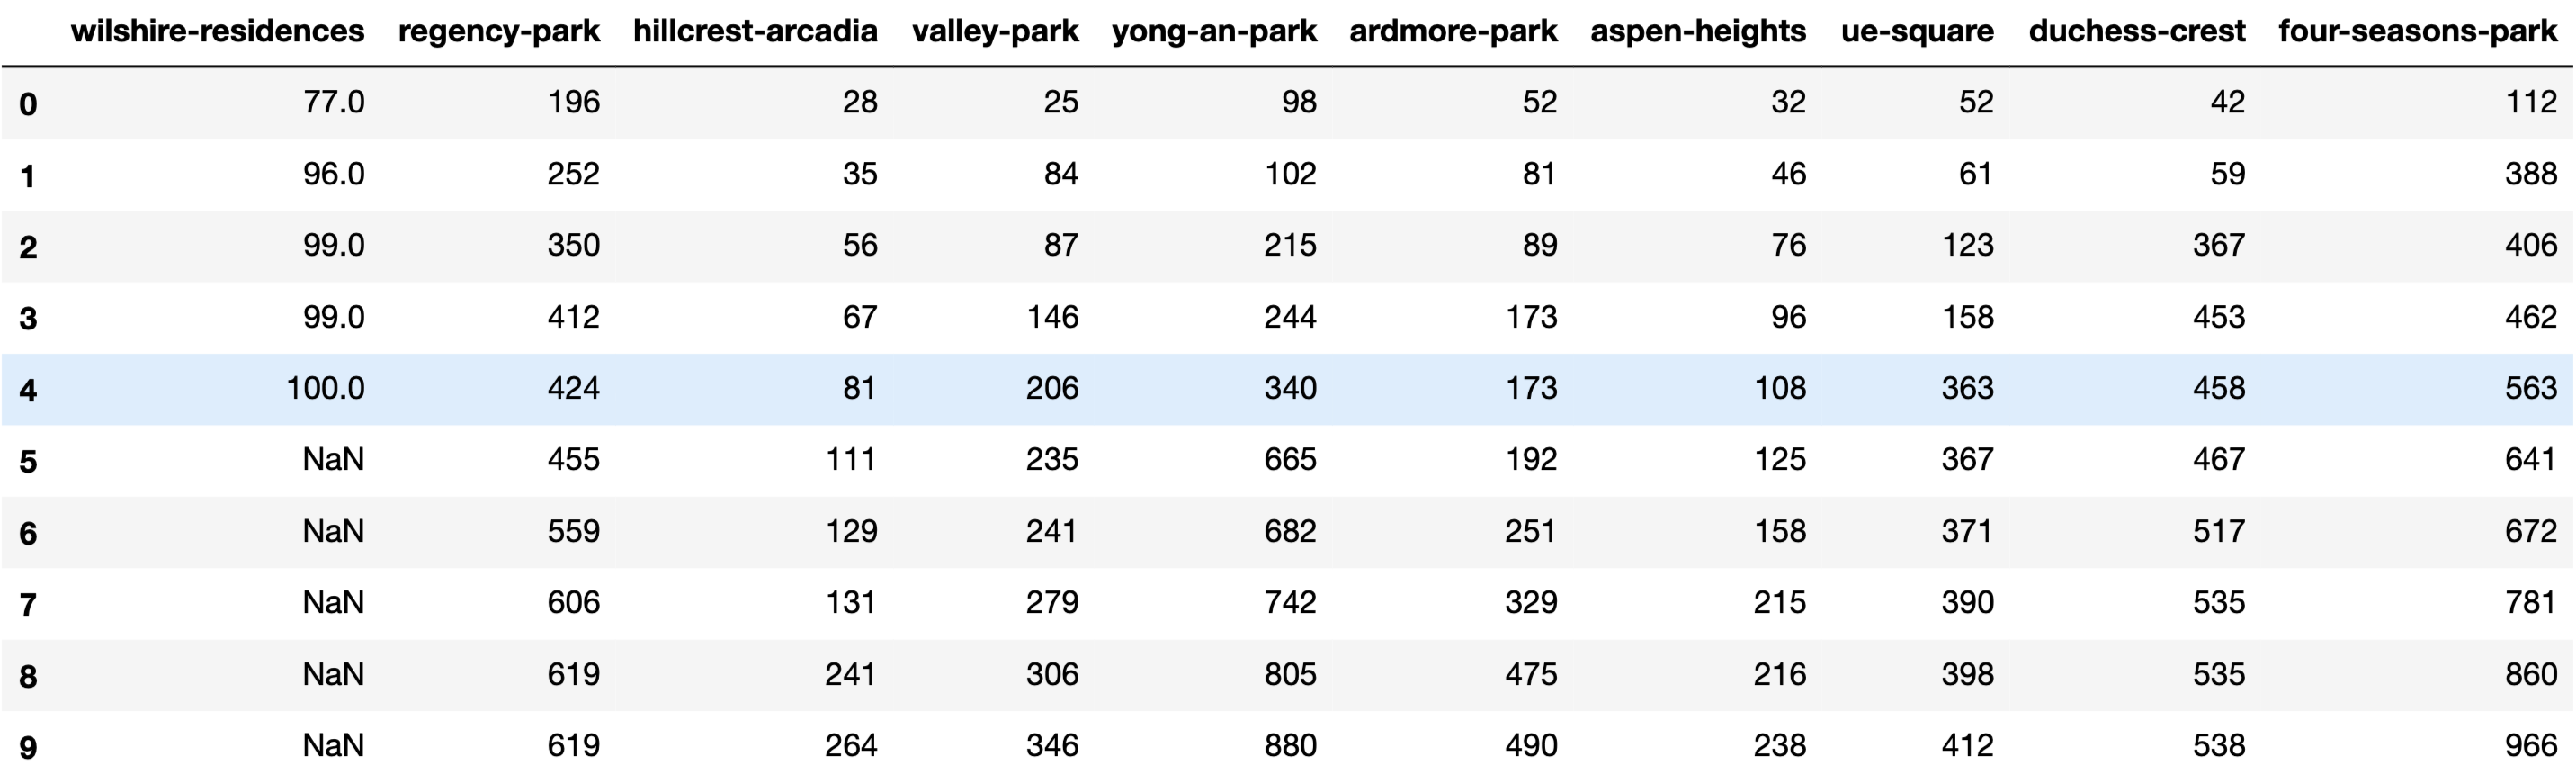 wilshire-residences regency-park hillcrest-arcadia valley-park yong-an-park ardmore-park aspen-heights ue-square duchess-crest four-seasons-park
0 77.0 196 28 25 98 52 32 52 42 112
1 96.0 252 35 84 102 81 46 61 59 388
2 99.0 350 56 87 215 89 76 123 367 406
3 99.0 412 67 146 244 173 96 158 453 462
4 100.0 424 81 206 340 173 108 363 458 563
5 NaN 455 111 235 665 192 125 367 467 641
6 NaN 559 129 241 682 251 158 371 517 672
7 NaN 606 131 279 742 329 215 390 535 781
8 NaN 619 241 306 805 475 216 398 535 860
9 NaN 619 264 346 880 490 238 412 538 966